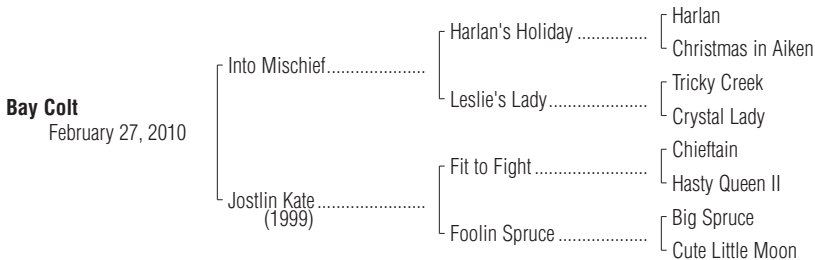 Harlan
Harlan's Holiday ...............
Christmas in Aiken
Into Mischief.....................
Tricky Creek
Leslie's Lady.....................
Crystal Lady
Bay Colt
February 27, 2010
Chieftain
Fit to Fight ........................
Hasty Queen II
Jostlin Kate.......................
(1999)
Big Spruce
Foolin Spruce ...................
Cute Little Moon